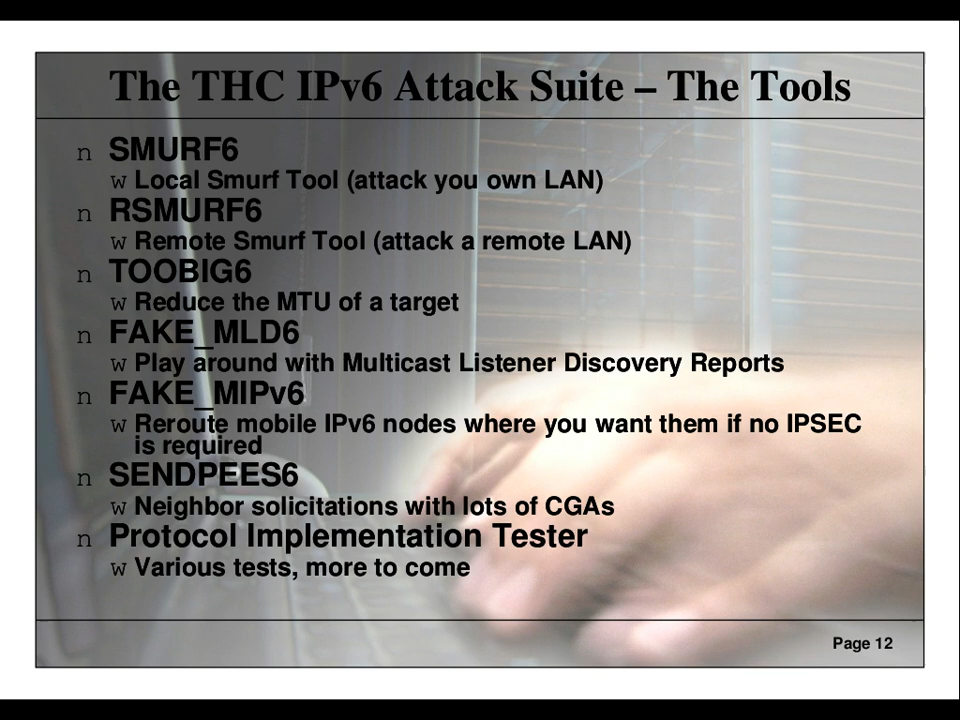 The THC IPv6 Attack Suite – The Tools
n SMURF6
w Local Smurf Tool (attack you own LAN)
n RSMURF6
w Remote Smurf Tool (attack a remote LAN)
n TOOBIG6
w Reduce the MTU of a target
n FAKE_MLD6
w Play around with Multicast Listener Discovery Reports
n FAKE_MIPv6
w Reroute mobile IPv6 nodes where you want them if no IPSEC
is required
n SENDPEES6
w Neighbor solicitations with lots of CGAs
n Protocol Implementation Tester
w Various tests, more to come
Page 12